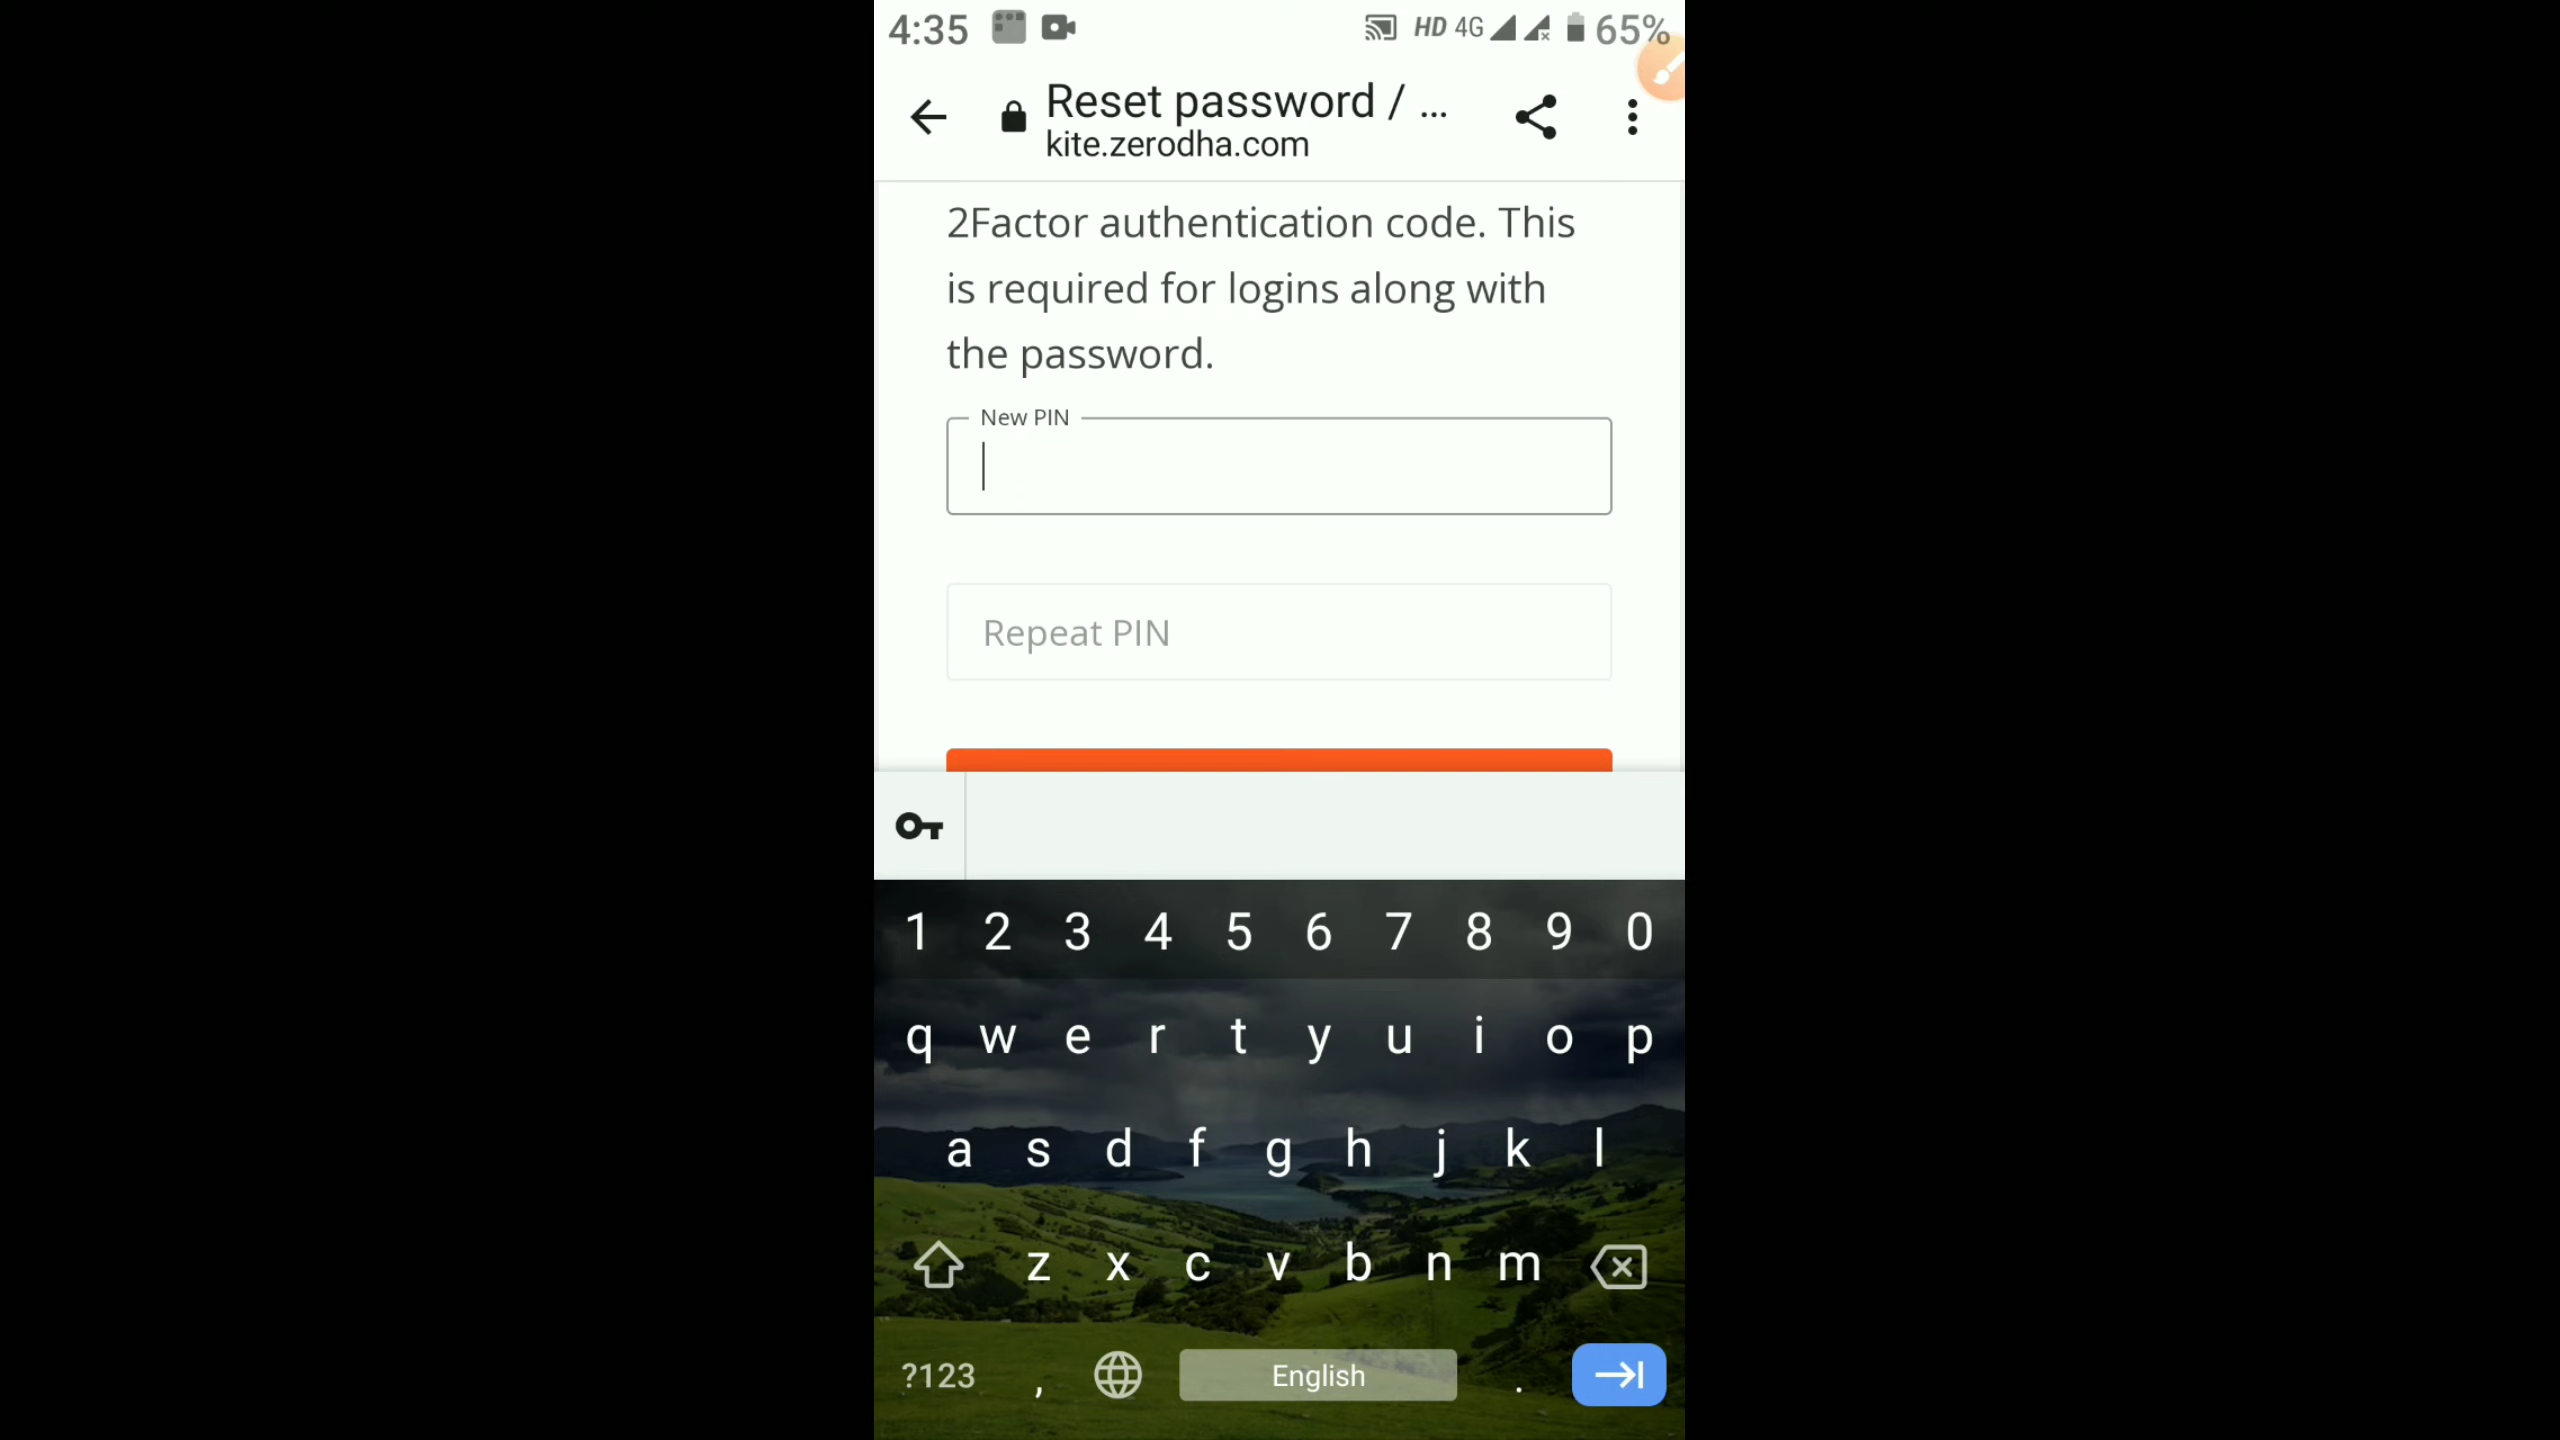 4:35 HD 4G 65%
Reset password / ...
kite.zerodha.com
2Factor authentication code. This
is required for logins along with
the password.
New PIN
Repeat PIN
1 2 3 4 5 6 7 8 9 0
q w e r t y u i o p
a s d f g h j k l
z x c v b n m
?123 , English .